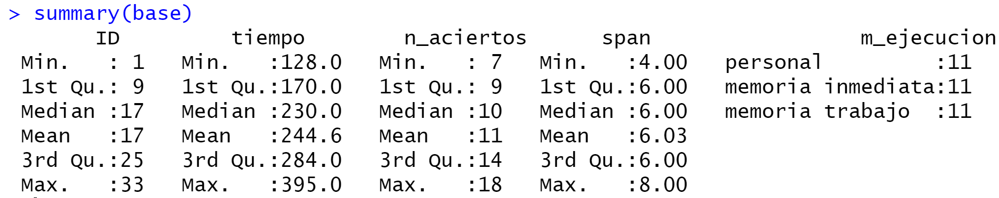 > summary(base)
       ID         tiempo        n_aciertos      span                 m_ejecucion
 Min.   : 1   Min.   :128.0   Min.   : 7   Min.   :4.00   personal         :11
 1st Qu.: 9   1st Qu.:170.0   1st Qu.: 9   1st Qu.:6.00   memoria inmediata:11
 Median :17   Median :230.0   Median :10   Median :6.00   memoria trabajo  :11
 Mean   :17   Mean   :244.6   Mean   :11   Mean   :6.03
 3rd Qu.:25   3rd Qu.:284.0   3rd Qu.:14   3rd Qu.:6.00
 Max.   :33   Max.   :395.0   Max.   :18   Max.   :8.00